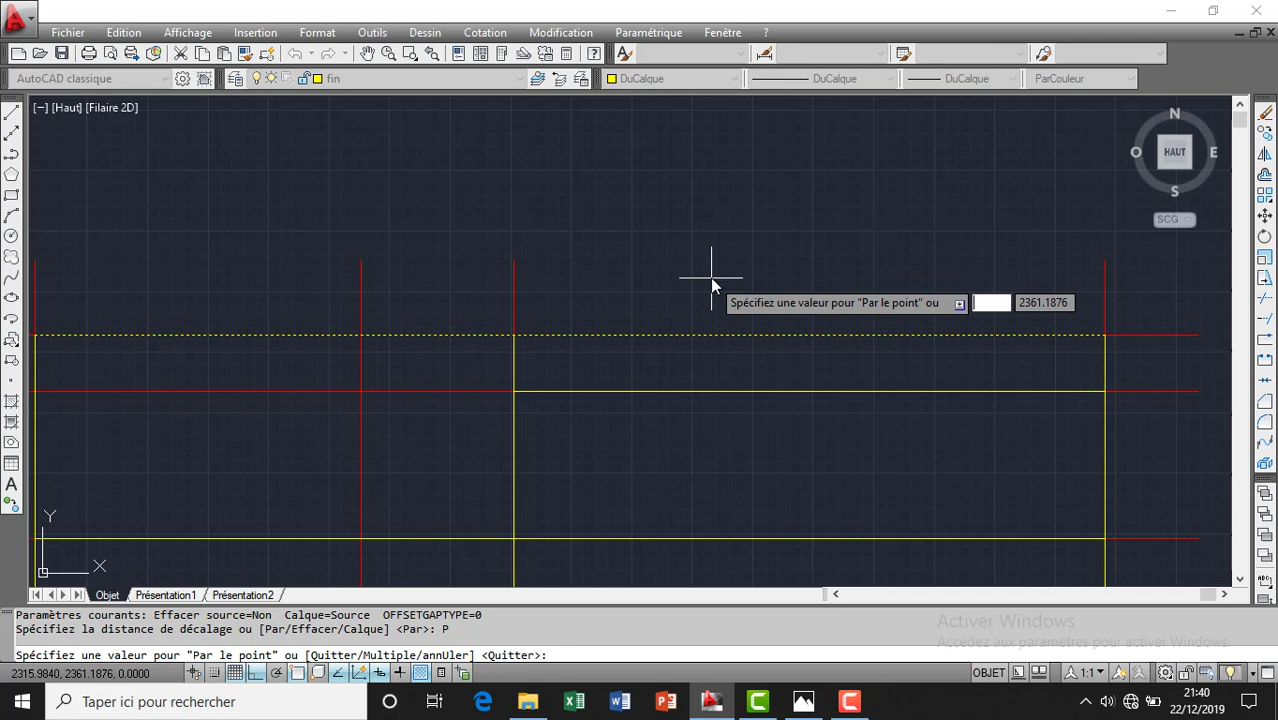 Fichier Edition Affichage Insertion Format Outils Dessin Cotation Modification Paramétrique Fenêtre ?
AutoCAD classique fin DuCalque DuCalque DuCalque ParCouleur
[−] [Haut] [Filaire 2D]
N
O HAUT E
S
SCG
Spécifiez une valeur pour "Par le point" ou 2361.1876
Y
X
Objet Présentation1 Présentation2
Paramètres courants: Effacer source=Non Calque=Source OFFSETGAPTYPE=0
Spécifiez la distance de décalage ou [Par/Effacer/Calque] <Par>: P
Spécifiez une valeur pour "Par le point" ou [Quitter/Multiple/annUler] <Quitter>:
Activer Windows
Accédez aux paramètres pour activer Windows.
2315.9840, 2361.1876, 0.0000 OBJET 1:1
Taper ici pour rechercher
21:40
22/12/2019